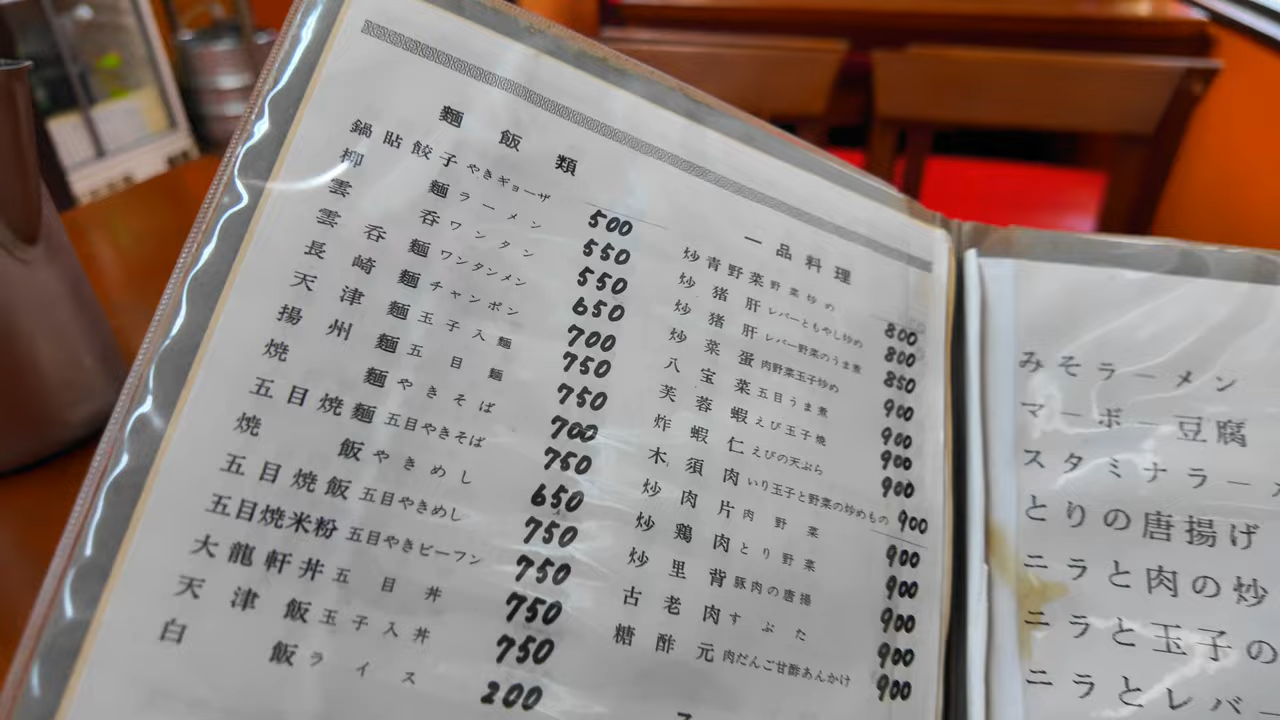 麵飯類
鍋貼餃子 やきギョーザ 500
柳麵 ラーメン 550
雲呑 ワンタン 550
雲呑麵 ワンタンメン 650
長崎麵 チャンポン 700
天津麵 玉子入麵 750
揚州麵 五目麵 750
焼麵 やきそば 700
五目焼麵 五目やきそば 750
焼飯 やきめし 650
五目焼飯 五目やきめし 750
五目焼米粉 五目やきビーフン 750
大龍軒丼 五目丼 750
天津飯 玉子入丼 750
白飯 ライス 200
一品料理
炒青野菜 野菜炒め 800
炒猪肝 レバーともやし炒め 800
炒猪肝 レバー野菜のうま煮 850
炒菜蛋 肉野菜玉子炒め 900
八宝菜 五目うま煮 900
芙蓉蝦 えび玉子焼 900
炸蝦仁 えびの天ぷら 900
木須肉 いり玉子と野菜の炒めもの 900
炒肉片 肉野菜 900
炒鶏肉 とり野菜 900
炒里背 豚肉の唐揚 900
古老肉 すぶた 900
糖酢元 肉だんご甘酢あんかけ 900
みそラーメン
マーボー豆腐
スタミナラー
とりの唐揚げ
ニラと肉の炒
ニラと玉子の
ニラとレバー